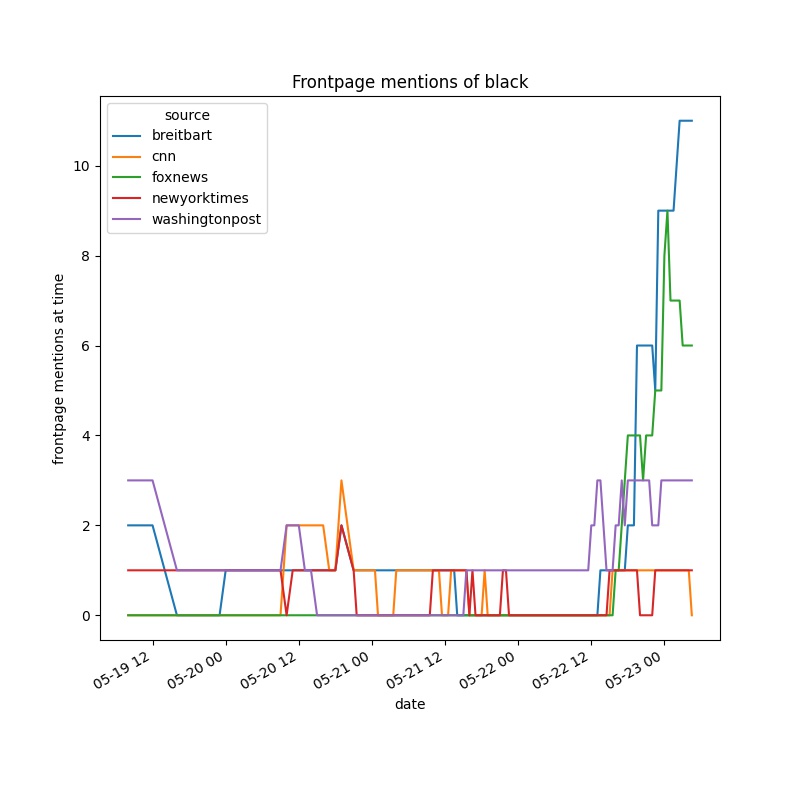 Frontpage mentions of black
source
breitbart
cnn
foxnews
newyorktimes
washingtonpost
frontpage mentions at time
10
8
6
4
2
0
05-19 12
05-20 00
05-20 12
05-21 00
05-21 12
05-22 00
05-22 12
05-23 00
date